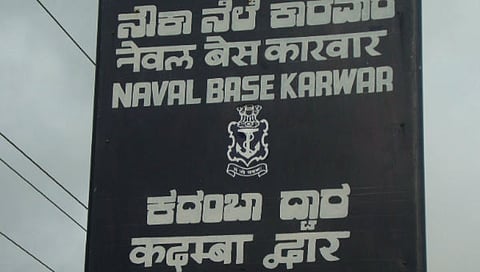 ನೌಕಾ ನೆಲೆ ಕಾರವಾರ
नेवल बेस कारवार
NAVAL BASE KARWAR
ಕದಂಬಾ ದ್ವಾರ
कदम्बा द्वार